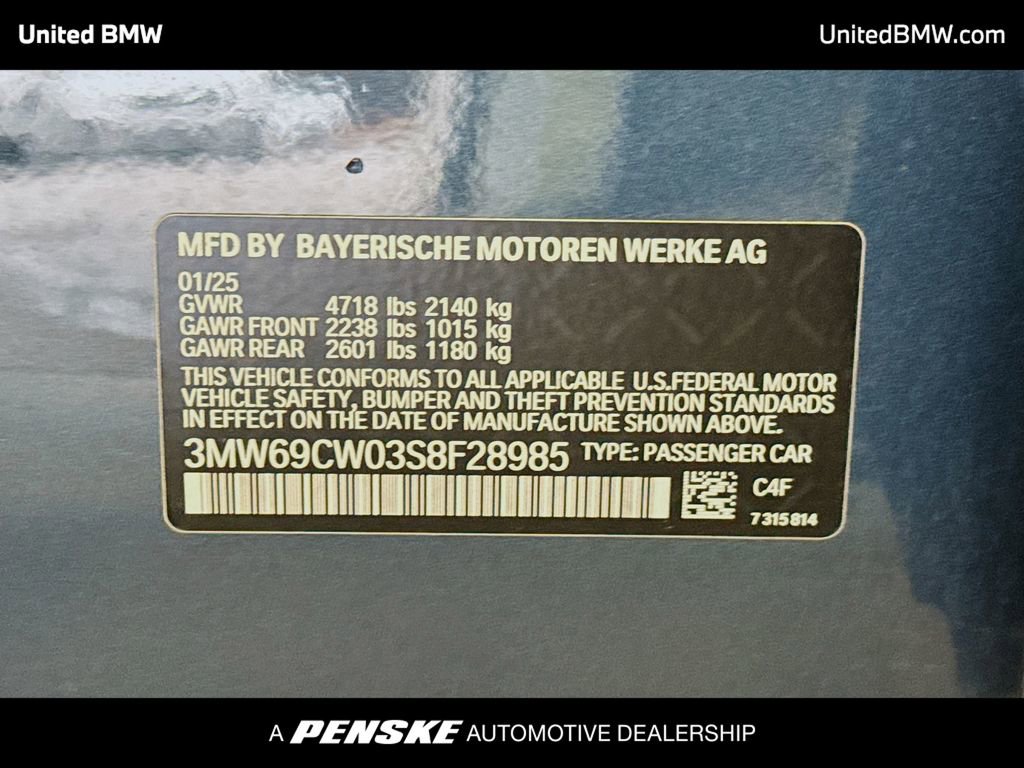 United BMW
UnitedBMW.com
MFD BY BAYERISCHE MOTOREN WERKE AG
01/25
GVWR 4718 lbs 2140 kg
GAWR FRONT 2238 lbs 1015 kg
GAWR REAR 2601 lbs 1180 kg
THIS VEHICLE CONFORMS TO ALL APPLICABLE U.S.FEDERAL MOTOR
VEHICLE SAFETY, BUMPER AND THEFT PREVENTION STANDARDS
IN EFFECT ON THE DATE OF MANUFACTURE SHOWN ABOVE.
3MW69CW03S8F28985 TYPE: PASSENGER CAR
C4F
7315814
A PENSKE AUTOMOTIVE DEALERSHIP